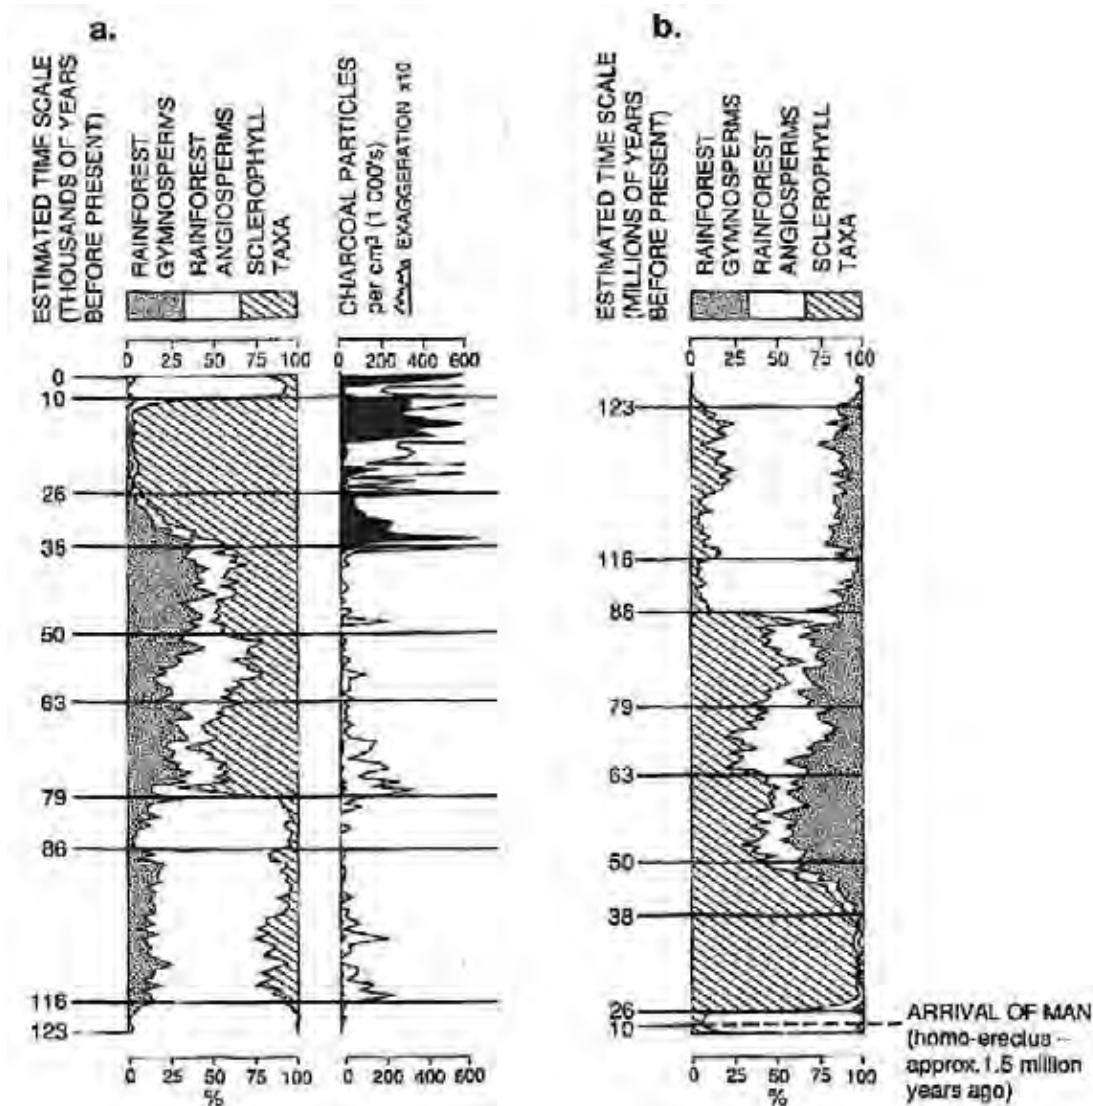 a.
ESTIMATED TIME SCALE
(THOUSANDS OF YEARS
BEFORE PRESENT)
RAINFOREST
GYMNOSPERMS
RAINFOREST
ANGIOSPERMS
SCLEROPHYLL
TAXA
CHARCOAL PARTICLES
per cm³ (1 000's)
EXAGGERATION x10
0 25 50 75 100
0 200 400 600
0
10
26
35
50
63
79
86
116
129
0 25 50 75 100
%
0 200 400 600
b.
ESTIMATED TIME SCALE
(MILLIONS OF YEARS
BEFORE PRESENT)
RAINFOREST
GYMNOSPERMS
RAINFOREST
ANGIOSPERMS
SCLEROPHYLL
TAXA
0 25 50 75 100
123
116
86
79
63
50
38
26
10
ARRIVAL OF MAN
(homo-erectus –
approx. 1.5 million
years ago)
0 25 50 75 100
%